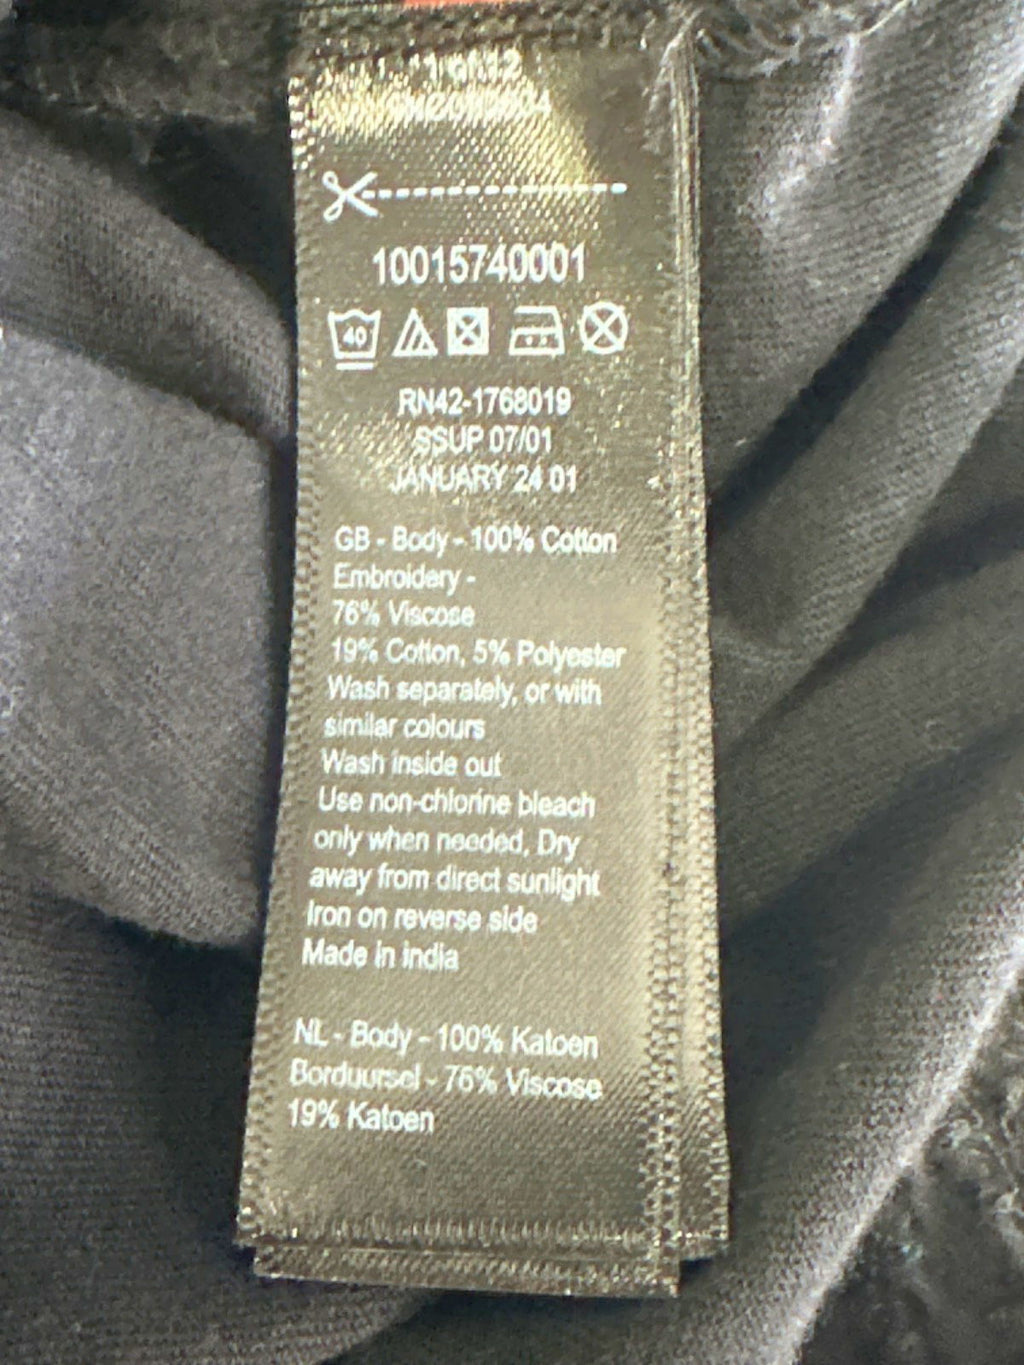 10015740001
40
RN42-1768019
SSUP 07/01
JANUARY 24 01
GB - Body - 100% Cotton
Embroidery -
76% Viscose
19% Cotton, 5% Polyester
Wash separately, or with
similar colours
Wash inside out
Use non-chlorine bleach
only when needed, Dry
away from direct sunlight
Iron on reverse side
Made in india
NL - Body - 100% Katoen
Borduursel - 76% Viscose
19% Katoen